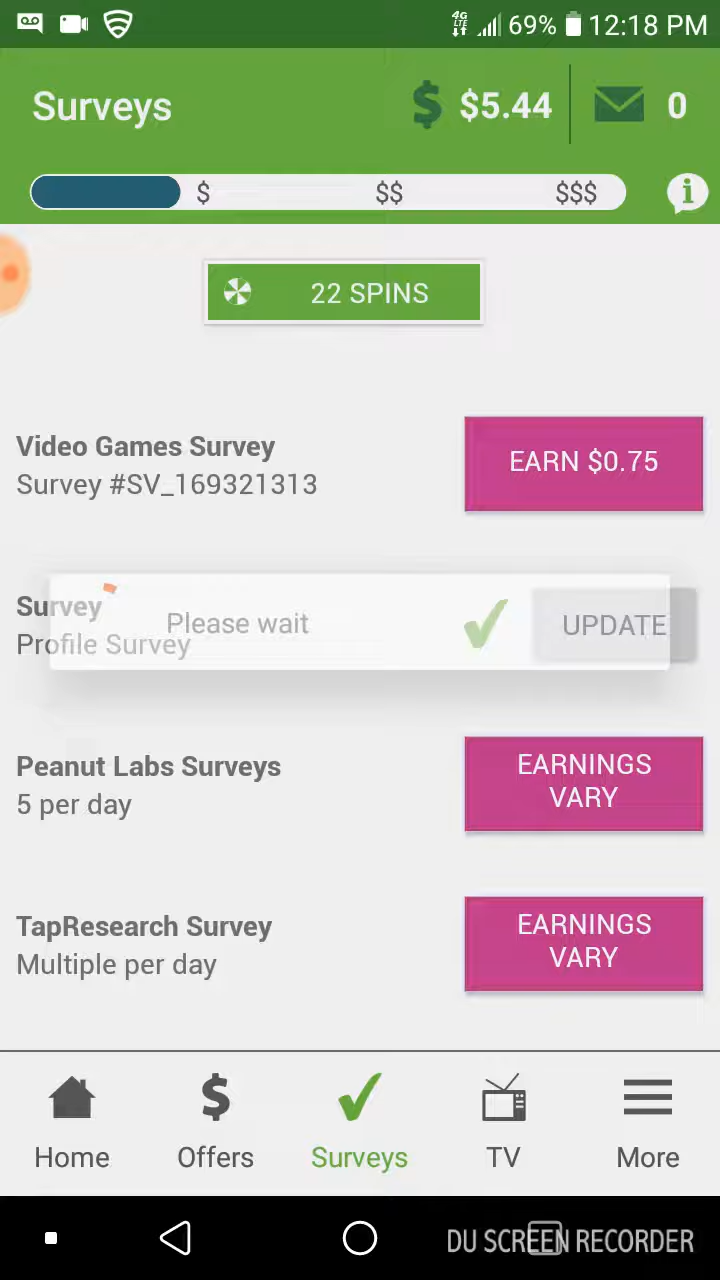 4G LTE 69% 12:18 PM
Surveys $5.44 0
$ $$ $$$
22 SPINS
Video Games Survey
Survey #SV_169321313
EARN $0.75
Survey
Profile Survey
Please wait
UPDATE
Peanut Labs Surveys
5 per day
EARNINGS
VARY
TapResearch Survey
Multiple per day
EARNINGS
VARY
Home Offers Surveys TV More
DU SCREEN RECORDER